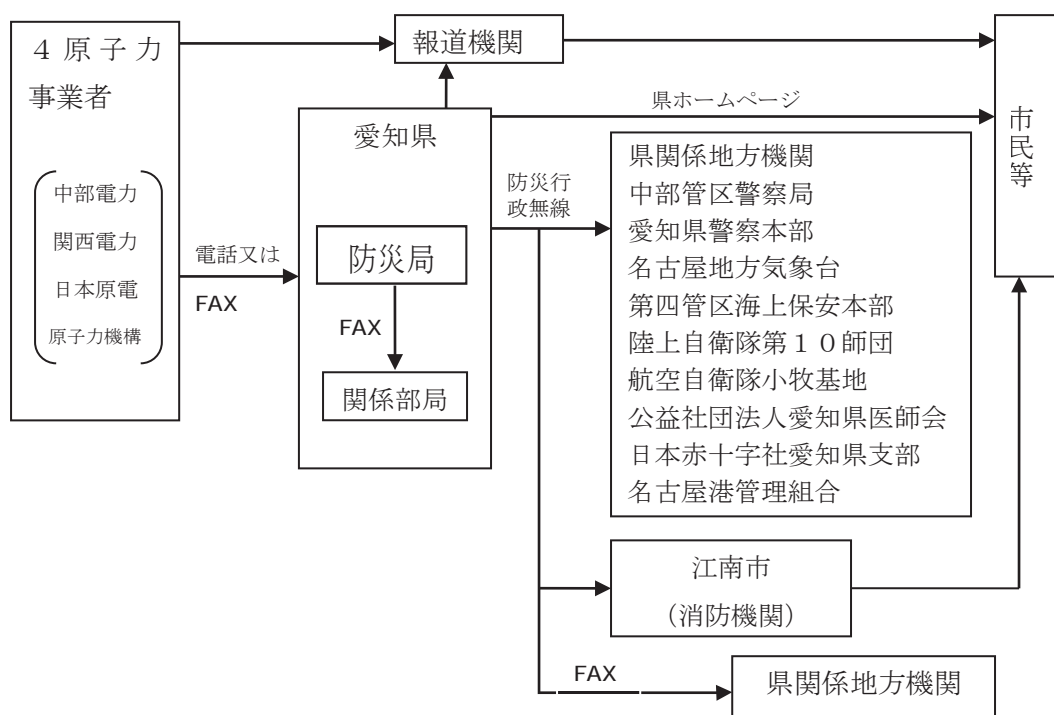 ４原子力
事業者
中部電力
関西電力
日本原電
原子力機構
電話又は
FAX
報道機関
愛知県
防災局
FAX
関係部局
県ホームページ
防災行
政無線
県関係地方機関
中部管区警察局
愛知県警察本部
名古屋地方気象台
第四管区海上保安本部
陸上自衛隊第１０師団
航空自衛隊小牧基地
公益社団法人愛知県医師会
日本赤十字社愛知県支部
名古屋港管理組合
江南市
（消防機関）
FAX
県関係地方機関
市民等